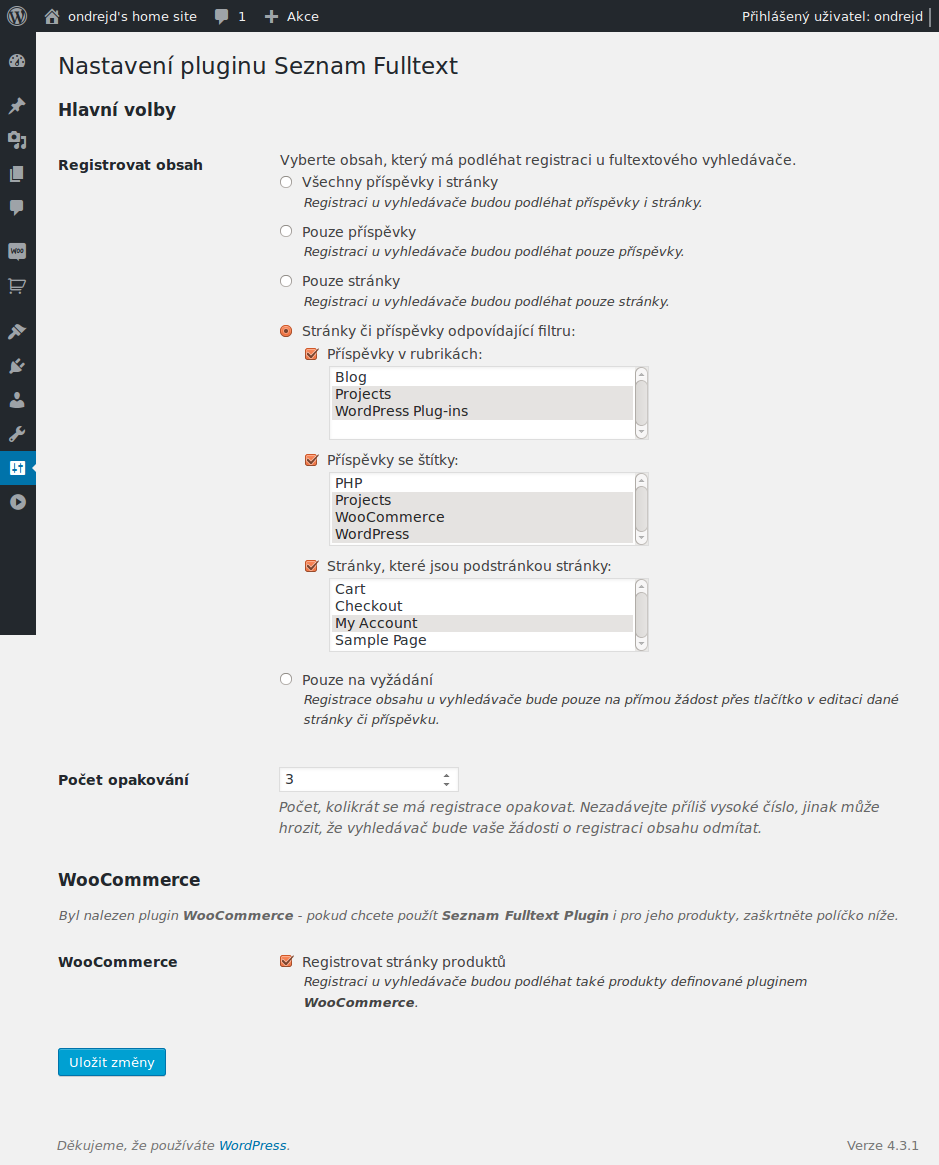 ondrejd's home site 1 Akce Přihlášený uživatel: ondrejd
Nastavení pluginu Seznam Fulltext
Hlavní volby
Registrovat obsah
Vyberte obsah, který má podléhat registraci u fultextového vyhledávače.
Všechny příspěvky i stránky
Registraci u vyhledávače budou podléhat příspěvky i stránky.
Pouze příspěvky
Registraci u vyhledávače budou podléhat pouze příspěvky.
Pouze stránky
Registraci u vyhledávače budou podléhat pouze stránky.
Stránky či příspěvky odpovídající filtru:
Příspěvky v rubrikách:
Blog
Projects
WordPress Plug-ins
Příspěvky se štítky:
PHP
Projects
WooCommerce
WordPress
Stránky, které jsou podstránkou stránky:
Cart
Checkout
My Account
Sample Page
Pouze na vyžádání
Registrace obsahu u vyhledávače bude pouze na přímou žádost přes tlačítko v editaci dané
stránky či příspěvku.
Počet opakování
3
Počet, kolikrát se má registrace opakovat. Nezadávejte příliš vysoké číslo, jinak může
hrozit, že vyhledávač bude vaše žádosti o registraci obsahu odmítat.
WooCommerce
Byl nalezen plugin WooCommerce - pokud chcete použít Seznam Fulltext Plugin i pro jeho produkty, zaškrtněte políčko níže.
WooCommerce
Registrovat stránky produktů
Registraci u vyhledávače budou podléhat také produkty definované pluginem
WooCommerce.
Uložit změny
Děkujeme, že používáte WordPress. Verze 4.3.1